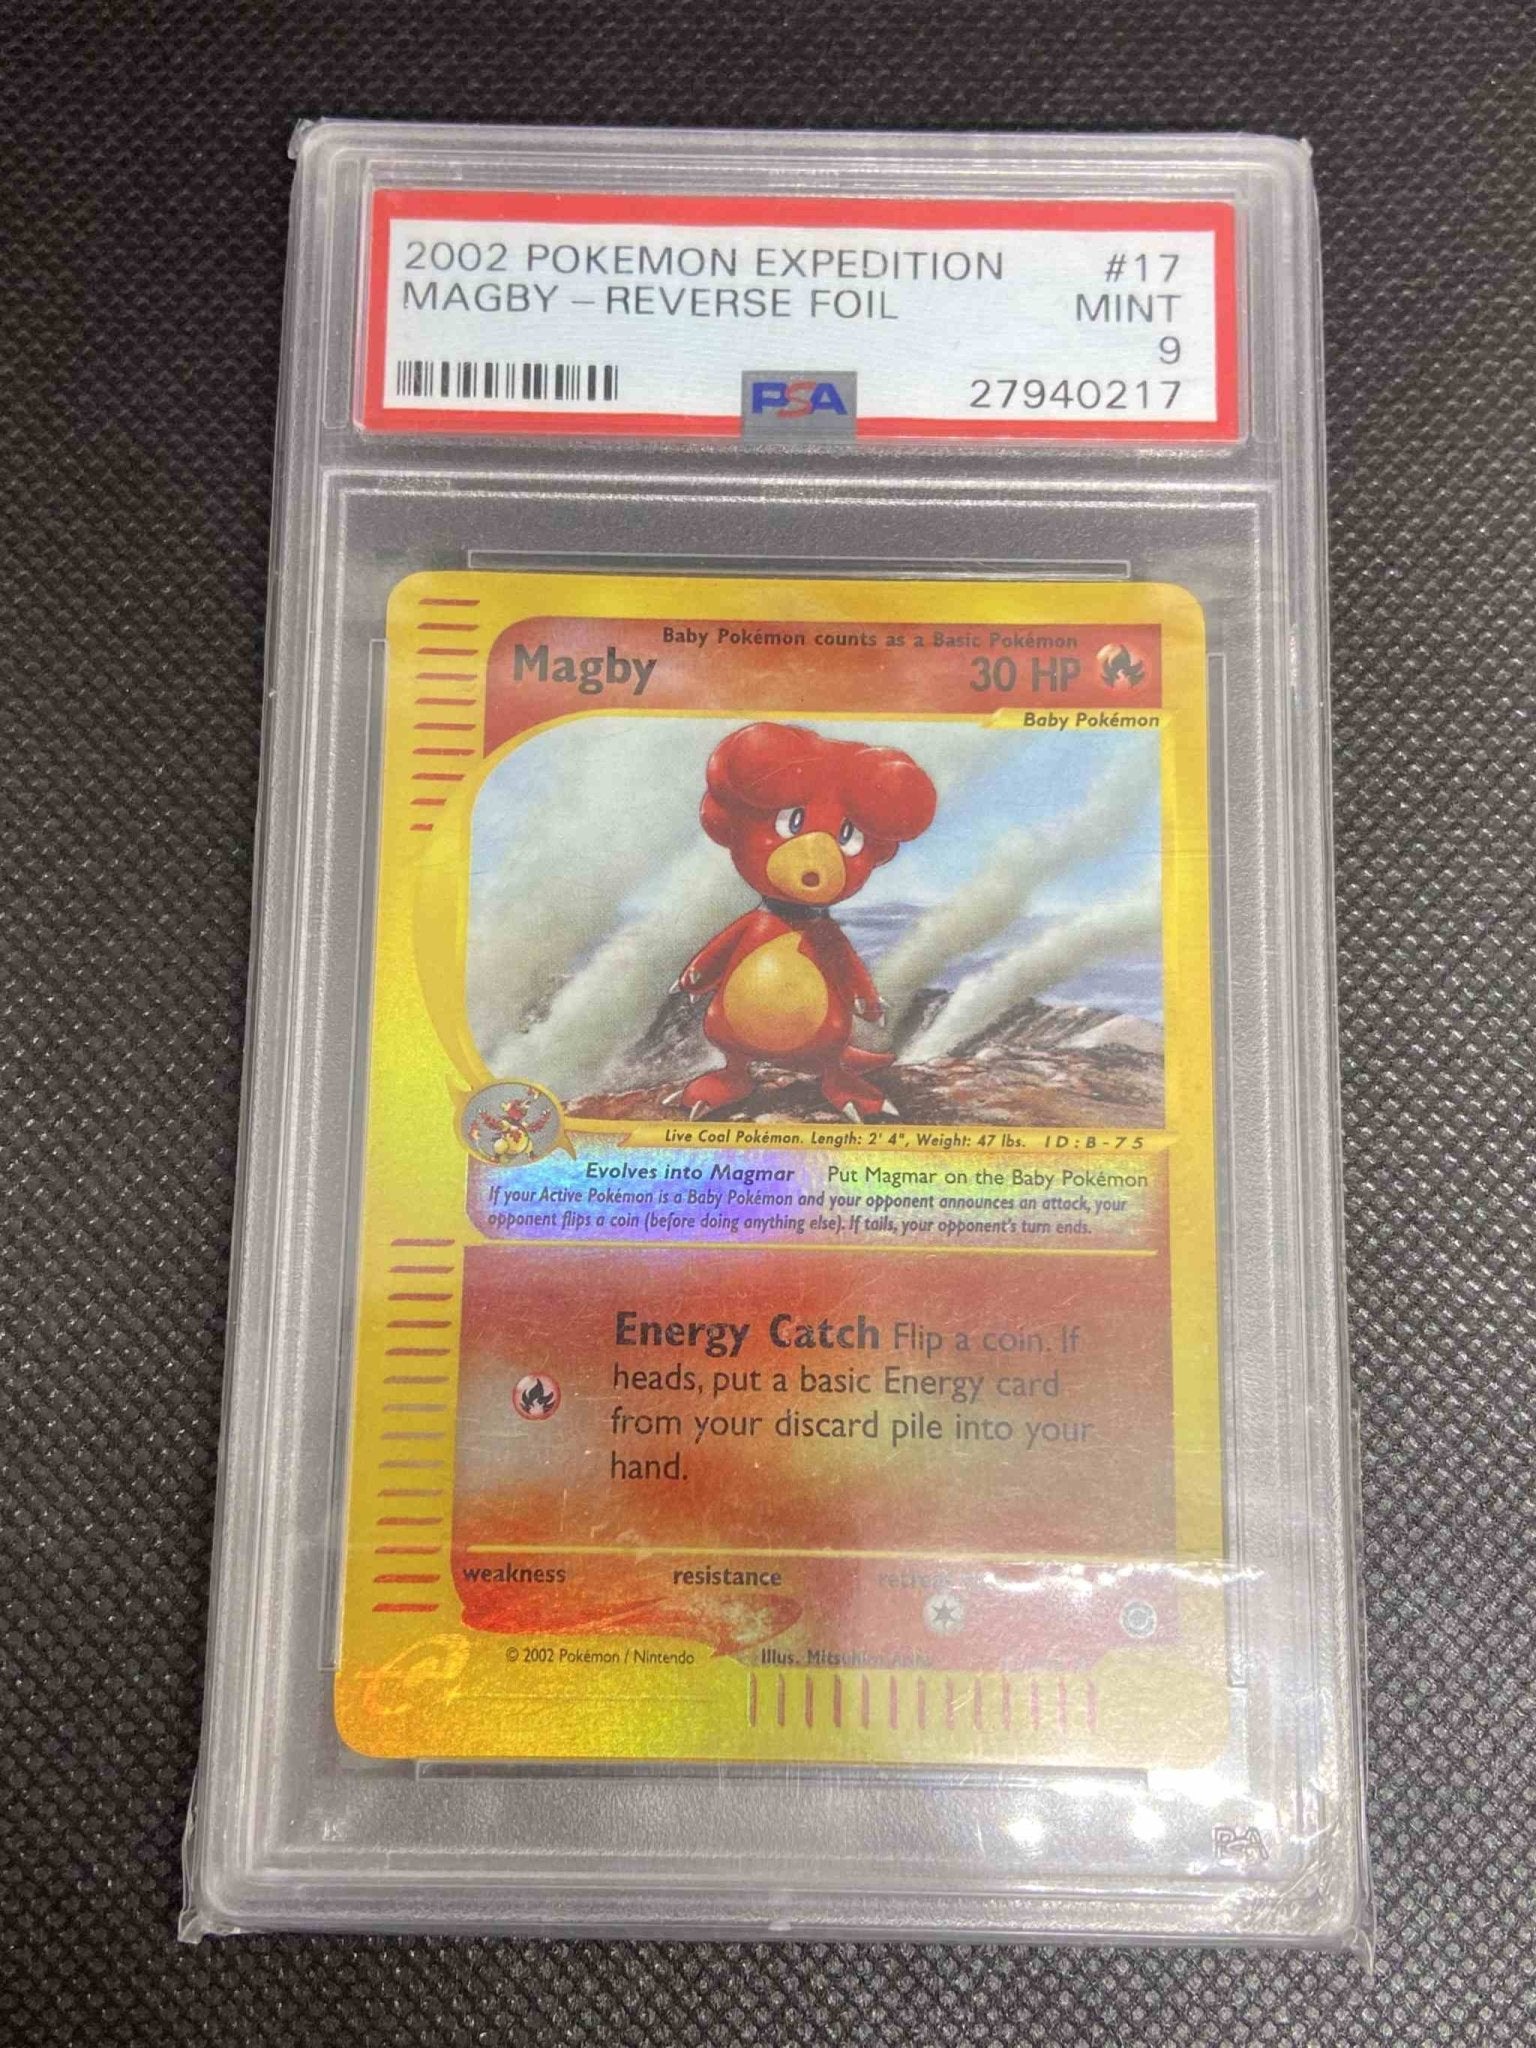 2002 POKEMON EXPEDITION #17
MAGBY - REVERSE FOIL MINT
9
PSA 27940217
Baby Pokémon counts as a Basic Pokémon
Magby 30 HP
Baby Pokémon
Live Coal Pokémon. Length: 2' 4", Weight: 47 lbs. ID:B-75
Evolves into Magmar Put Magmar on the Baby Pokémon
If your Active Pokémon is a Baby Pokémon and your opponent announces an attack, your
opponent flips a coin (before doing anything else). If tails, your opponent's turn ends.
Energy Catch Flip a coin. If
heads, put a basic Energy card
from your discard pile into your
hand.
weakness resistance
© 2002 Pokémon / Nintendo Illus.
PSA